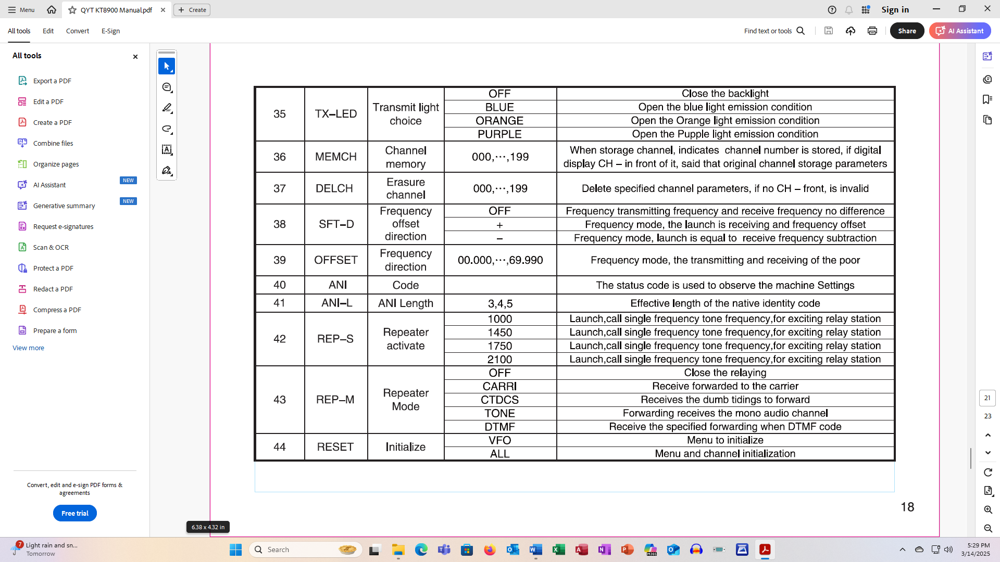 Menu
QYT KT8900 Manual.pdf
Create
Sign in
All tools
Edit
Convert
E-Sign
Find text or tools
Share
AI Assistant
All tools
Export a PDF
Edit a PDF
Create a PDF
Combine files
Organize pages
AI Assistant NEW
Generative summary NEW
Request e-signatures
Scan & OCR
Protect a PDF
Redact a PDF
Compress a PDF
Prepare a form
View more
Convert, edit and e-sign PDF forms &
agreements
Free trial
35 TX–LED Transmit light choice
OFF Close the backlight
BLUE Open the blue light emission condition
ORANGE Open the Orange light emission condition
PURPLE Open the Pupple light emission condition
36 MEMCH Channel memory 000,···,199
When storage channel, indicates channel number is stored, if digital
display CH – in front of it, said that original channel storage parameters
37 DELCH Erasure channel 000,···,199 Delete specified channel parameters, if no CH – front, is invalid
38 SFT–D Frequency offset direction
OFF Frequency transmitting frequency and receive frequency no difference
+ Frequency mode, the launch is receiving and frequency offset
– Frequency mode, launch is equal to receive frequency subtraction
39 OFFSET Frequency direction 00.000,···,69.990 Frequency mode, the transmitting and receiving of the poor
40 ANI Code The status code is used to observe the machine Settings
41 ANI–L ANI Length 3,4,5 Effective length of the native identity code
42 REP–S Repeater activate
1000 Launch,call single frequency tone frequency,for exciting relay station
1450 Launch,call single frequency tone frequency,for exciting relay station
1750 Launch,call single frequency tone frequency,for exciting relay station
2100 Launch,call single frequency tone frequency,for exciting relay station
43 REP–M Repeater Mode
OFF Close the relaying
CARRI Receive forwarded to the carrier
CTDCS Receives the dumb tidings to forward
TONE Forwarding receives the mono audio channel
DTMF Receive the specified forwarding when DTMF code
44 RESET Initialize
VFO Menu to initialize
ALL Menu and channel initialization
18
6.38 x 4.32 in
21
23
7
Light rain and sn...
Tomorrow
Search
M365
5:29 PM
3/14/2025